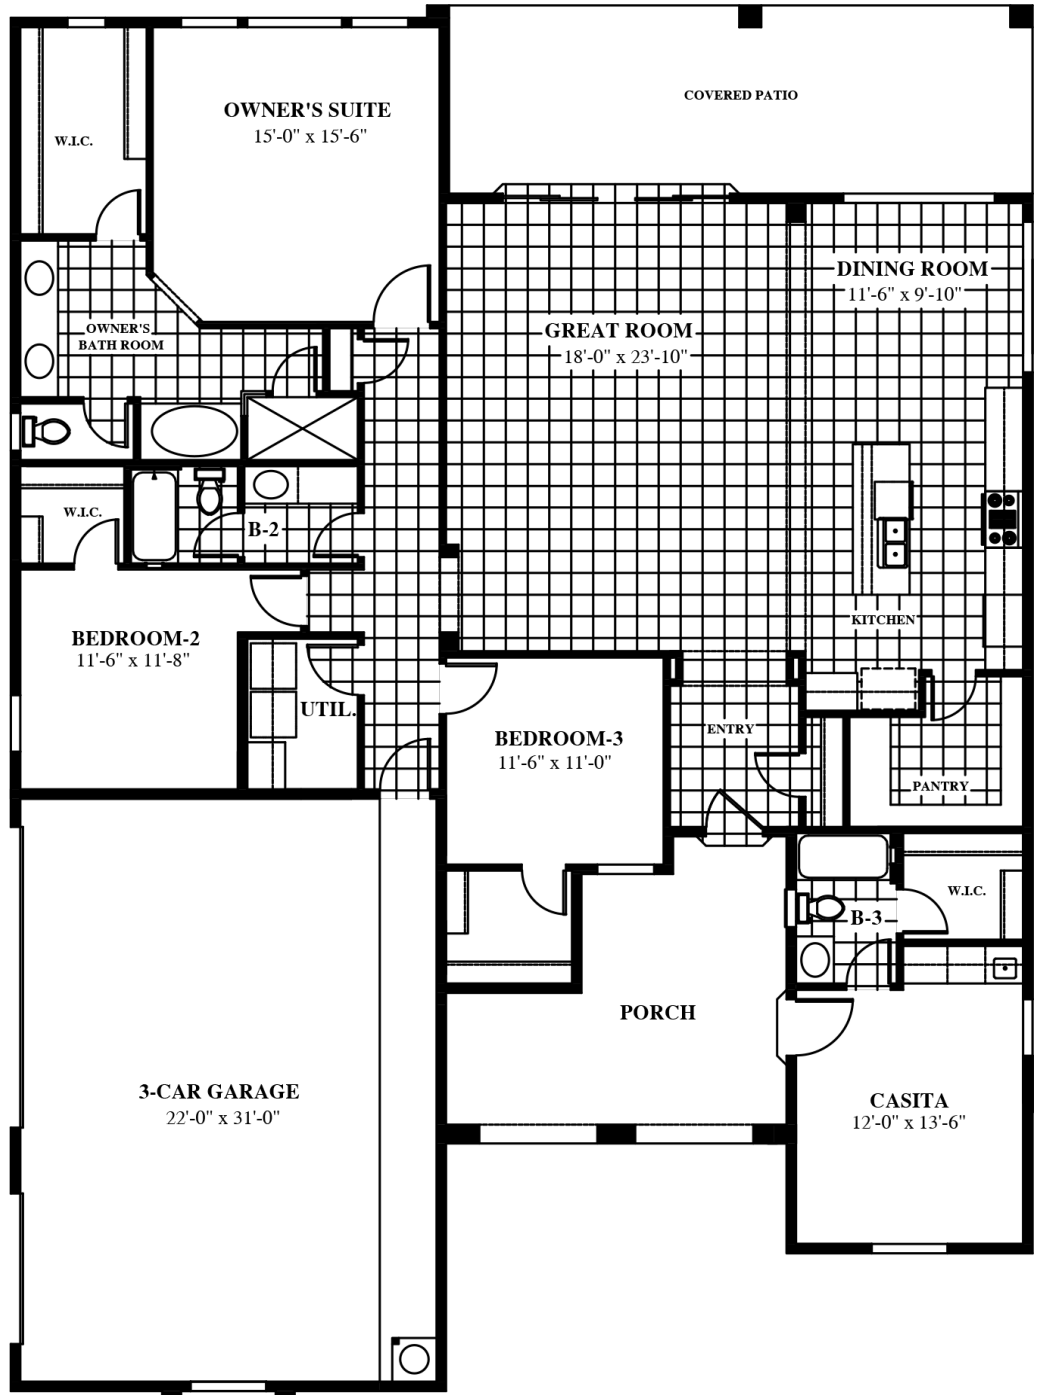 COVERED PATIO
OWNER'S SUITE
15'-0" x 15'-6"
W.I.C.
DINING ROOM
11'-6" x 9'-10"
OWNER'S
BATH ROOM
GREAT ROOM
18'-0" x 23'-10"
W.I.C.
B-2
KITCHEN
BEDROOM-2
11'-6" x 11'-8"
UTIL.
ENTRY
BEDROOM-3
11'-6" x 11'-0"
PANTRY
W.I.C.
B-3
PORCH
3-CAR GARAGE
22'-0" x 31'-0"
CASITA
12'-0" x 13'-6"